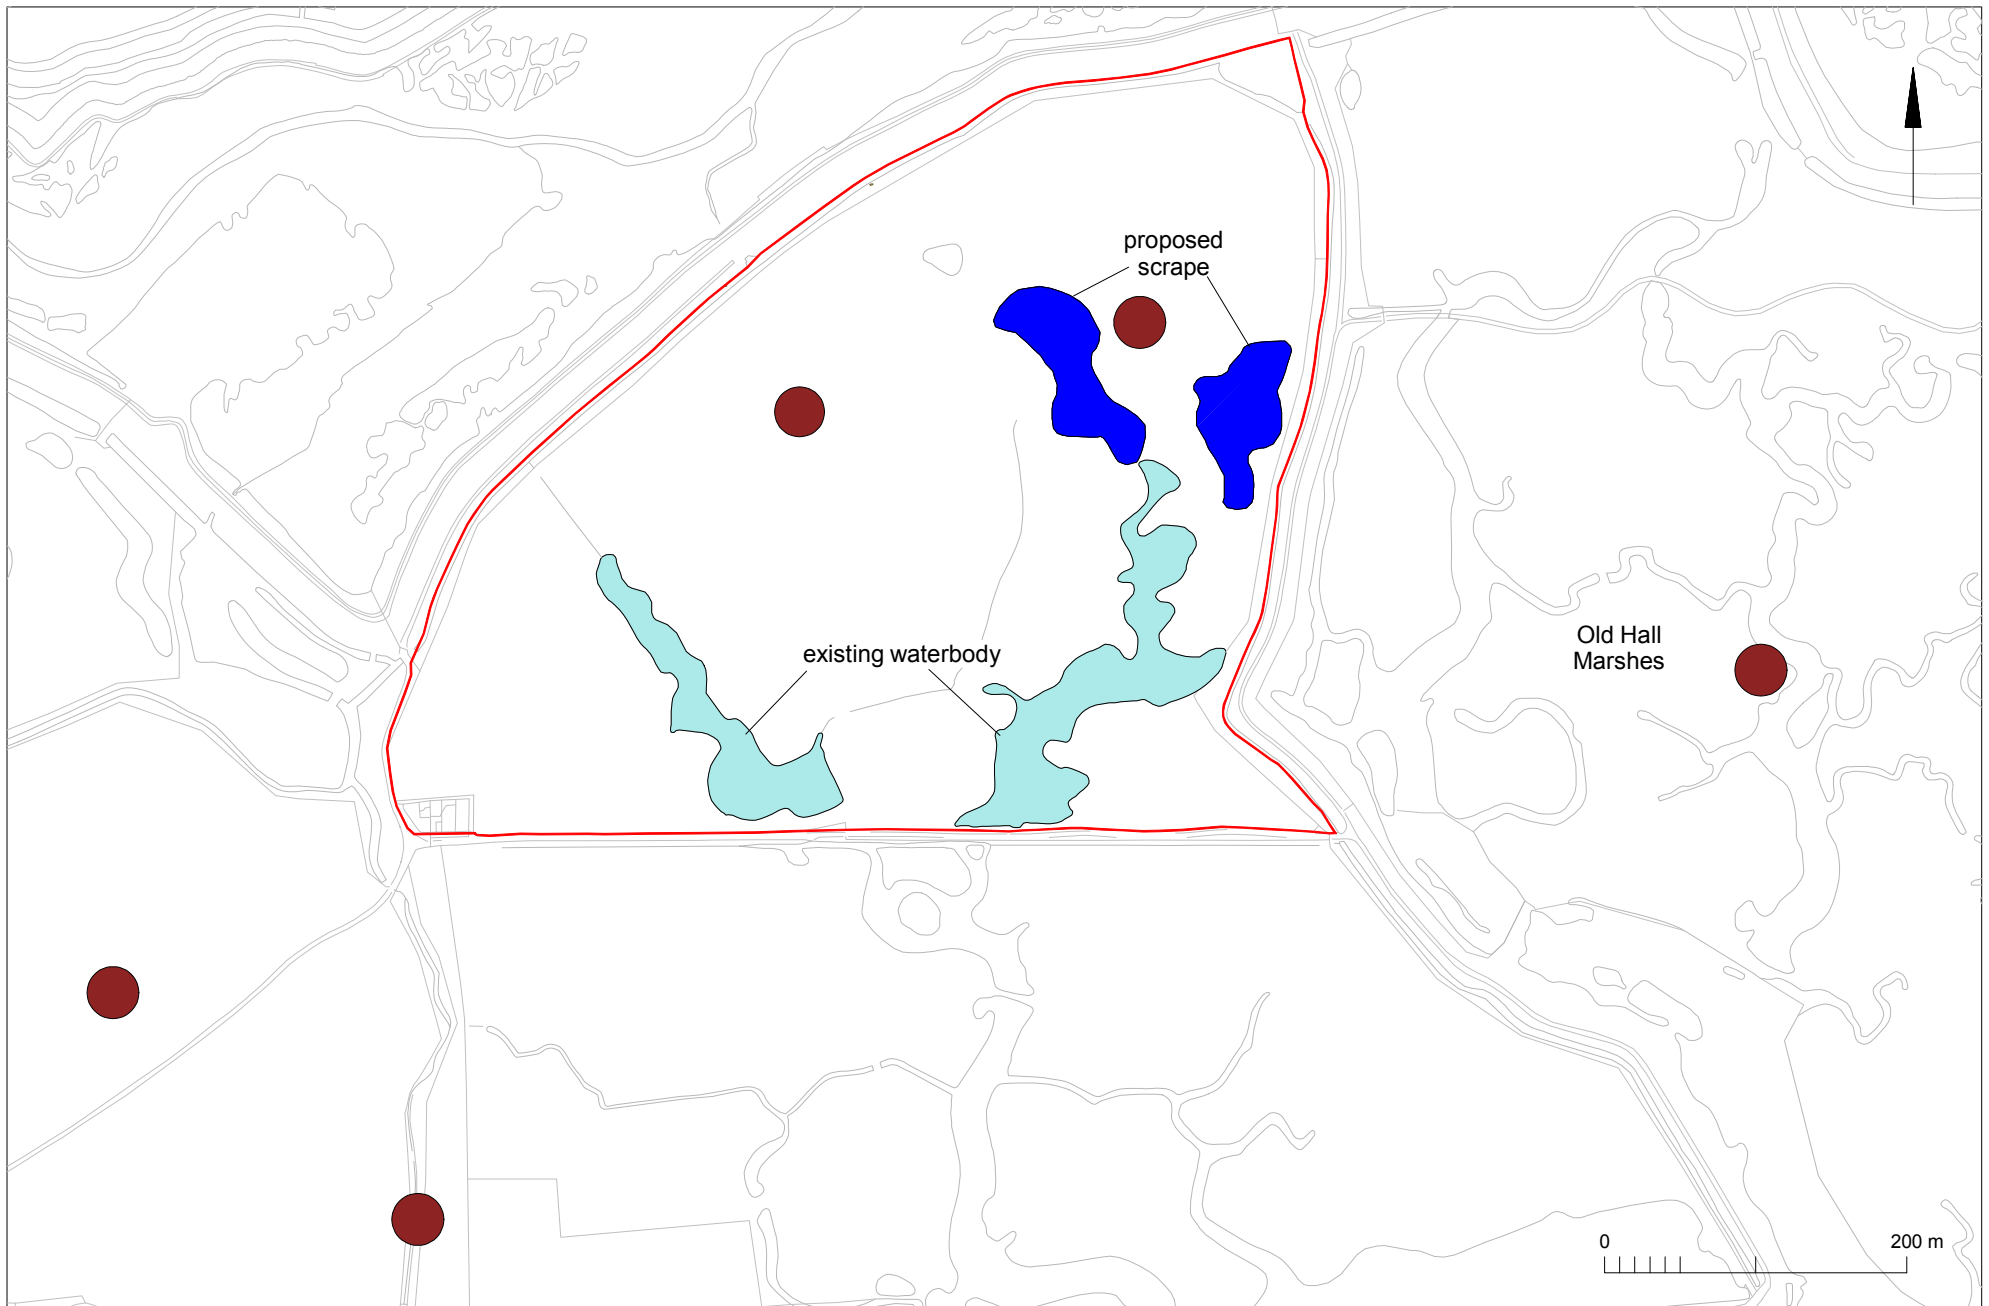 proposed
scrape
existing waterbody
Old Hall
Marshes
0
200 m